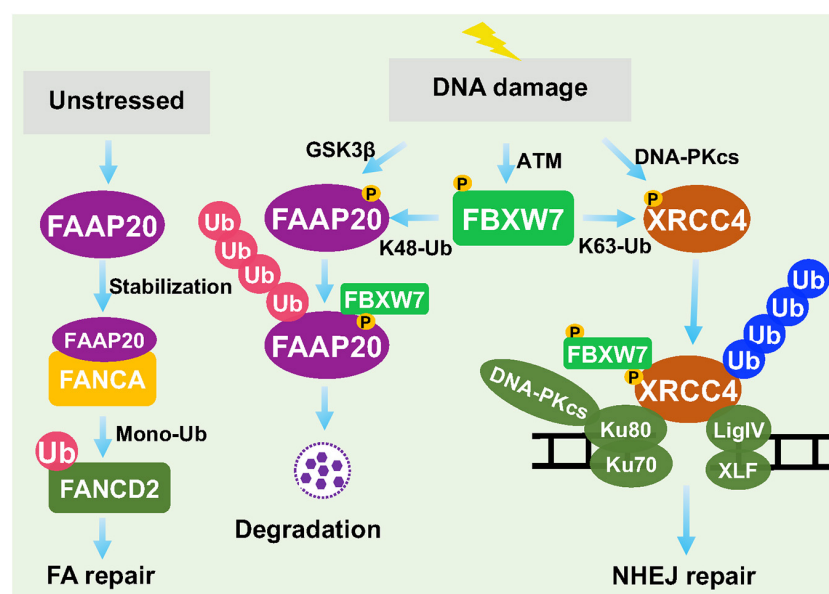 Unstressed
FAAP20
Stabilization
FAAP20
FANCA
Mono-Ub
Ub
FANCD2
FA repair
DNA damage
GSK3β
ATM
DNA-PKcs
P
FAAP20
P
FBXW7
P
XRCC4
K48-Ub
K63-Ub
Ub
Ub
Ub
Ub
FBXW7
P
FAAP20
Degradation
Ub
Ub
Ub
Ub
P
FBXW7
P
XRCC4
DNA-PKcs
Ku80
LigIV
Ku70
XLF
NHEJ repair